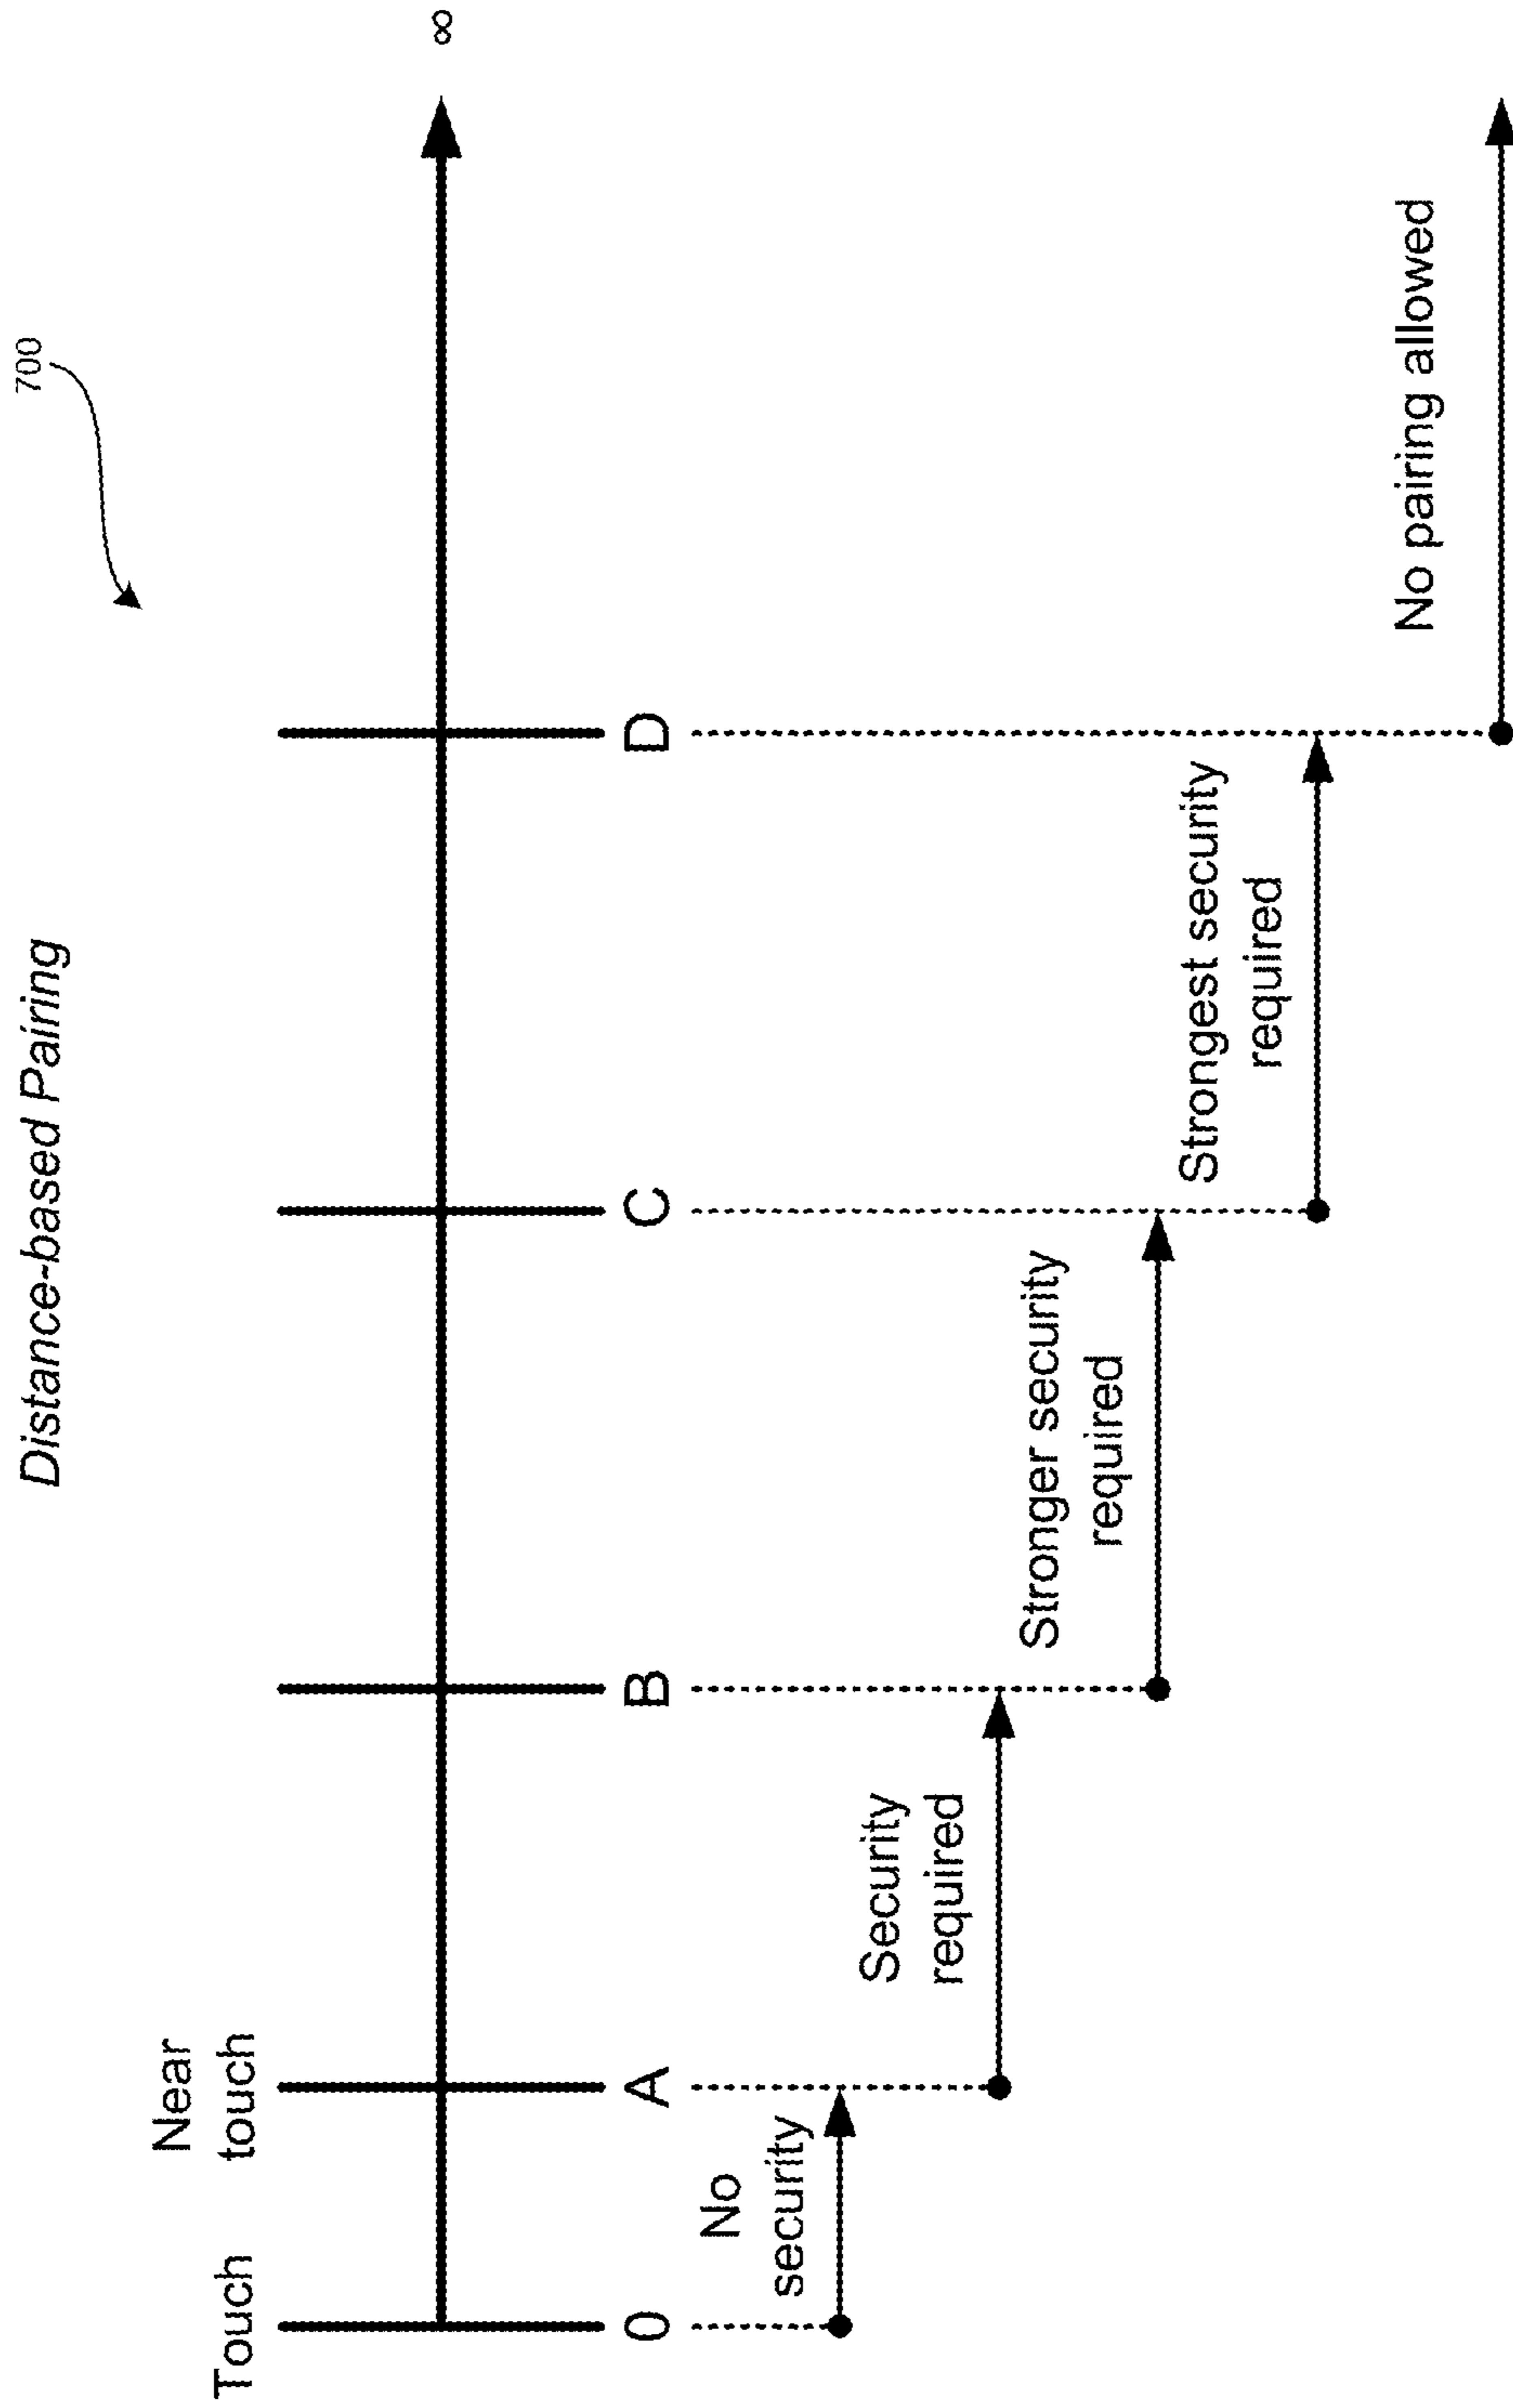 Distance-based Pairing
700
Touch
Near
touch
∞
0
A
B
C
D
No
security
Security
required
Stronger security
required
Strongest security
required
No pairing allowed